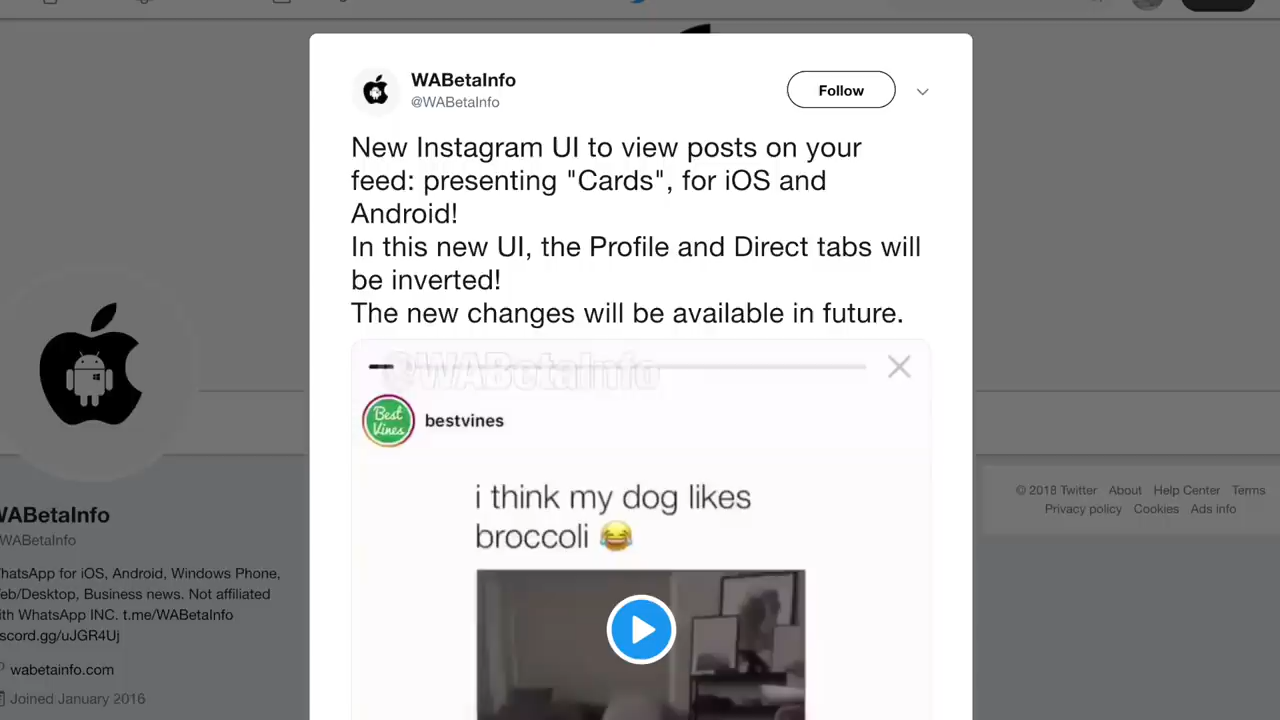 WABetaInfo
@WABetaInfo
Follow
New Instagram UI to view posts on your
feed: presenting "Cards", for iOS and
Android!
In this new UI, the Profile and Direct tabs will
be inverted!
The new changes will be available in future.
@WABetaInfo
Best
Vines
bestvines
i think my dog likes
broccoli 😂
WABetaInfo
WABetaInfo
hatsApp for iOS, Android, Windows Phone,
eb/Desktop, Business news. Not affiliated
ith WhatsApp INC. t.me/WABetaInfo
scord.gg/uJGR4Uj
wabetainfo.com
Joined January 2016
© 2018 Twitter About Help Center Terms
Privacy policy Cookies Ads info